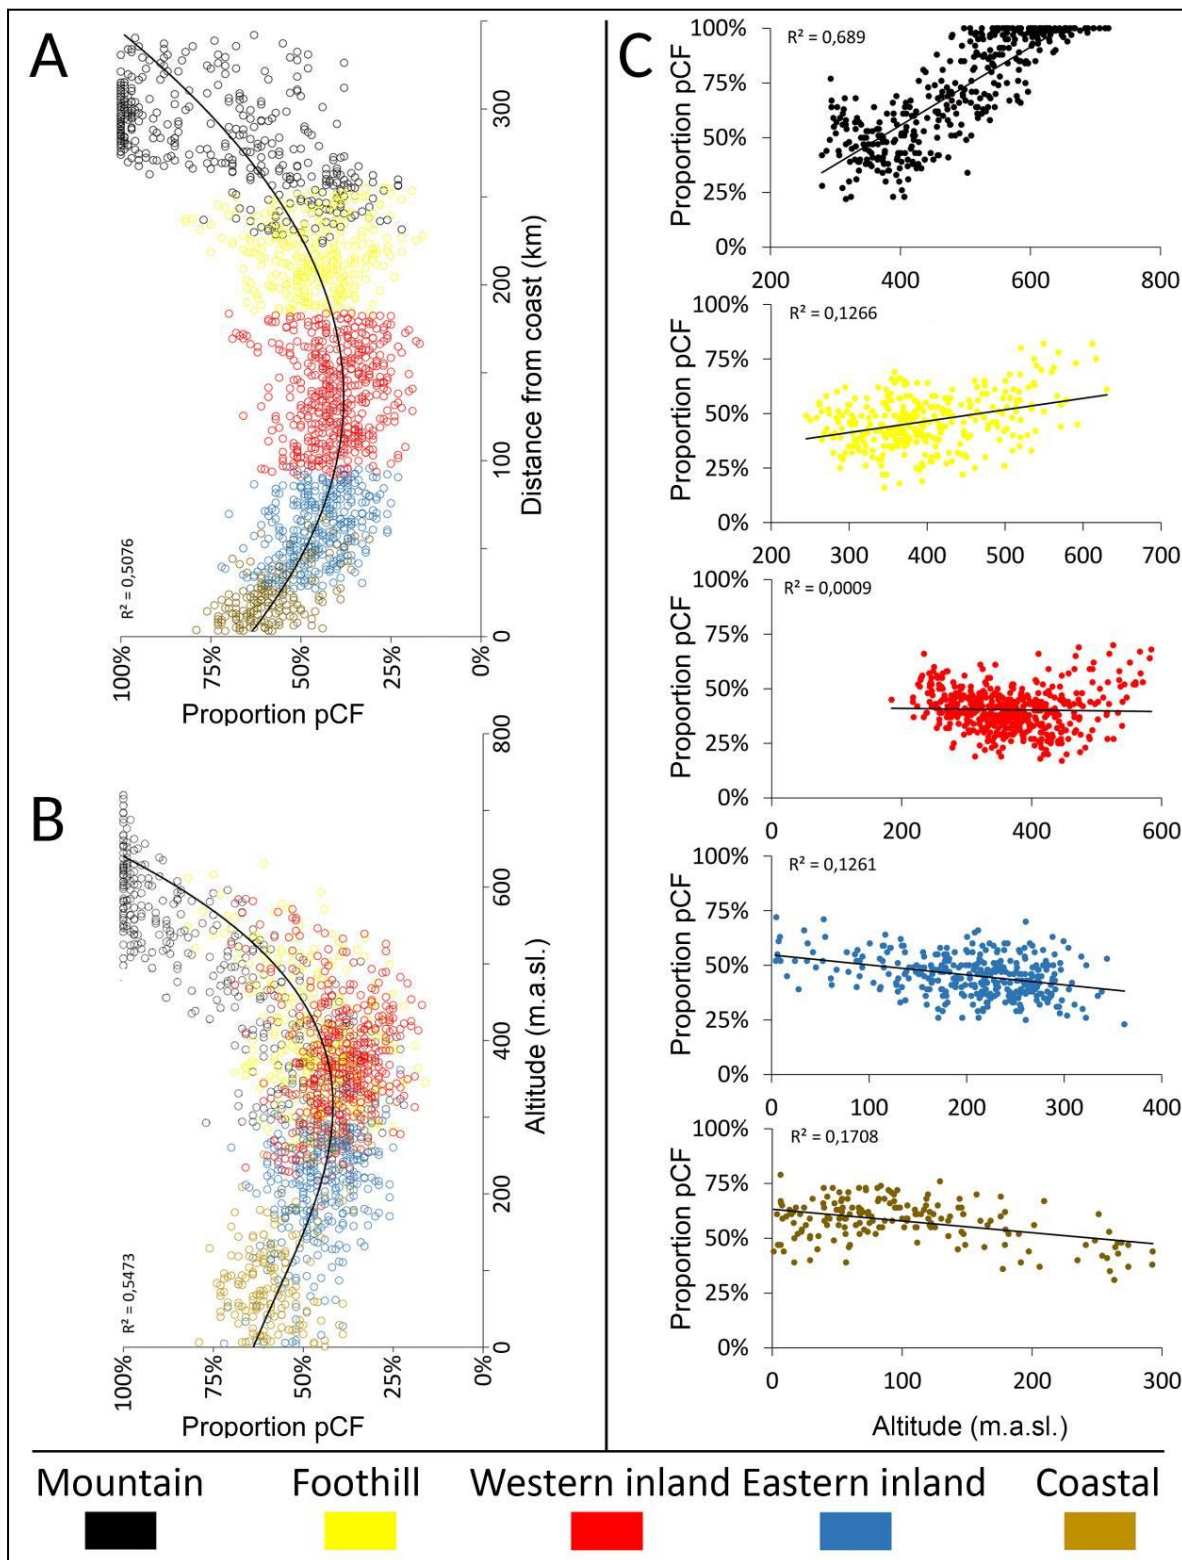 A
R² = 0,5076
100%
75%
50%
25%
0%
Proportion pCF
0
100
200
300
Distance from coast (km)
B
R² = 0,5473
100%
75%
50%
25%
0%
Proportion pCF
0
200
400
600
800
Altitude (m.a.sl.)
C
R² = 0,689
100%
75%
50%
25%
0%
Proportion pCF
200 400 600 800
R² = 0,1266
100%
75%
50%
25%
0%
Proportion pCF
200 300 400 500 600 700
R² = 0,0009
100%
75%
50%
25%
0%
Proportion pCF
0 200 400 600
R² = 0,1261
100%
75%
50%
25%
0%
Proportion pCF
0 100 200 300 400
R² = 0,1708
100%
75%
50%
25%
0%
Proportion pCF
0 100 200 300
Altitude (m.a.sl.)
Mountain Foothill Western inland Eastern inland Coastal